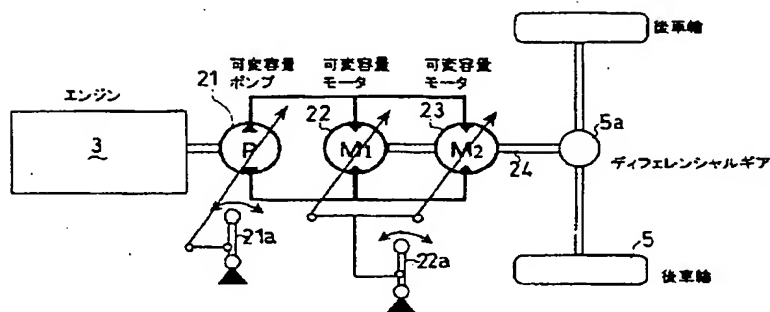 後車輪
可変容量
ポンプ
可変容量
モータ
可変容量
モータ
エンジン
21
22
23
5a
3
P
M1
M2
24
ディフェレンシャルギア
21a
22a
5
後車輪